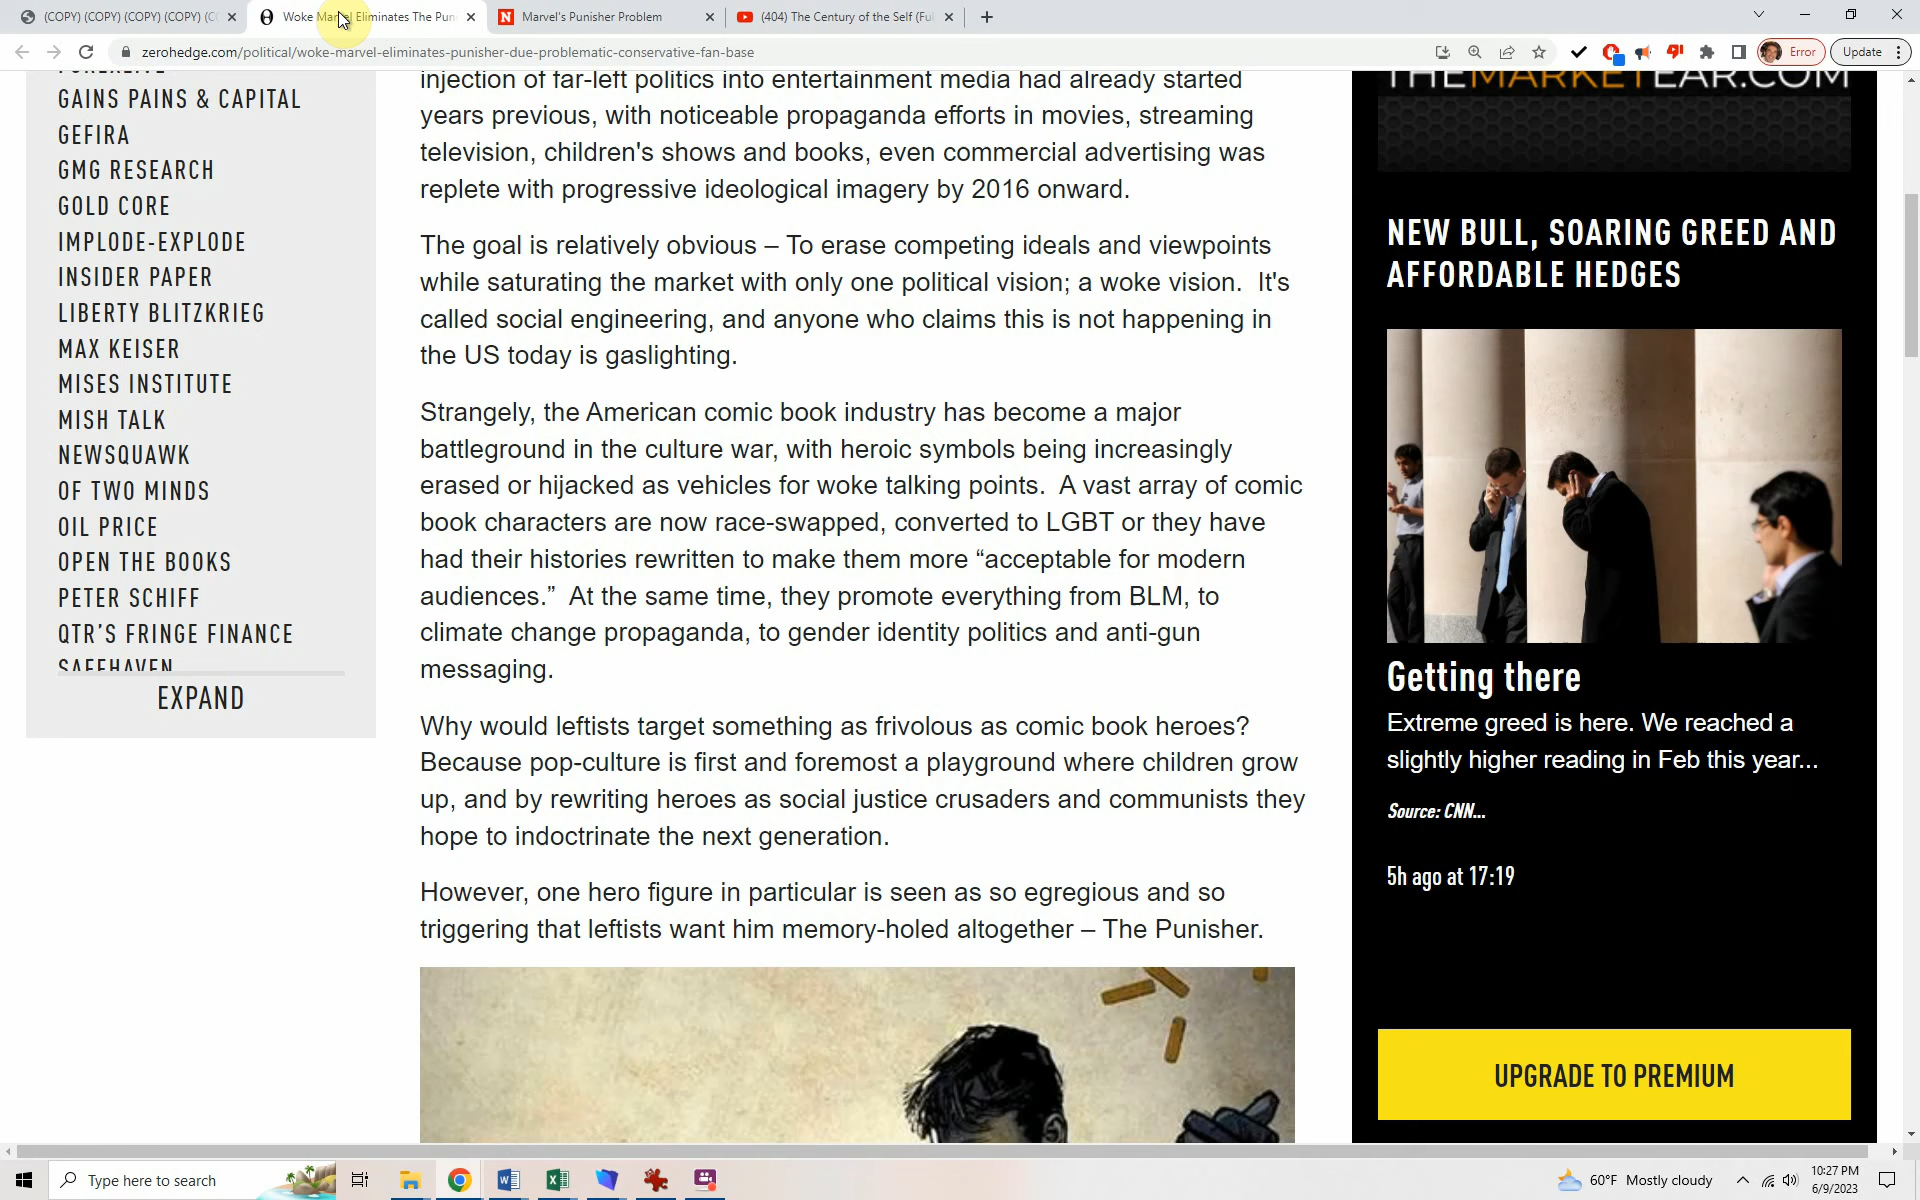 (COPY) (COPY) (COPY) (COPY) (CO
Woke Marvel Eliminates The Pun
Marvel's Punisher Problem
(404) The Century of the Self (Ful
zerohedge.com/political/woke-marvel-eliminates-punisher-due-problematic-conservative-fan-base
Error
Update
GAINS PAINS & CAPITAL
GEFIRA
GMG RESEARCH
GOLD CORE
IMPLODE-EXPLODE
INSIDER PAPER
LIBERTY BLITZKRIEG
MAX KEISER
MISES INSTITUTE
MISH TALK
NEWSQUAWK
OF TWO MINDS
OIL PRICE
OPEN THE BOOKS
PETER SCHIFF
QTR'S FRINGE FINANCE
SAFEHAVEN
EXPAND
injection of far-left politics into entertainment media had already started
years previous, with noticeable propaganda efforts in movies, streaming
television, children's shows and books, even commercial advertising was
replete with progressive ideological imagery by 2016 onward.
The goal is relatively obvious – To erase competing ideals and viewpoints
while saturating the market with only one political vision; a woke vision.  It's
called social engineering, and anyone who claims this is not happening in
the US today is gaslighting.
Strangely, the American comic book industry has become a major
battleground in the culture war, with heroic symbols being increasingly
erased or hijacked as vehicles for woke talking points.  A vast array of comic
book characters are now race-swapped, converted to LGBT or they have
had their histories rewritten to make them more “acceptable for modern
audiences.”  At the same time, they promote everything from BLM, to
climate change propaganda, to gender identity politics and anti-gun
messaging.
Why would leftists target something as frivolous as comic book heroes?
Because pop-culture is first and foremost a playground where children grow
up, and by rewriting heroes as social justice crusaders and communists they
hope to indoctrinate the next generation.
However, one hero figure in particular is seen as so egregious and so
triggering that leftists want him memory-holed altogether – The Punisher.
THEMARKETEAR.COM
NEW BULL, SOARING GREED AND
AFFORDABLE HEDGES
Getting there
Extreme greed is here. We reached a
slightly higher reading in Feb this year...
Source: CNN...
5h ago at 17:19
UPGRADE TO PREMIUM
Type here to search
60°F Mostly cloudy
10:27 PM
6/9/2023